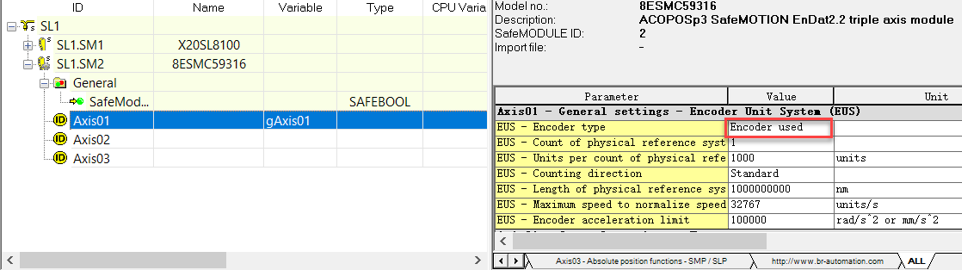 ID Name Variable Type CPU Varia
SL1
SL1.SM1 X20SL8100
SL1.SM2 8ESMC59316
General
SafeMod... SAFEBOOL
Axis01 gAxis01
Axis02
Axis03
Model no.: 8ESMC59316
Description: ACOPOSp3 SafeMOTION EnDat2.2 triple axis module
SafeMODULE ID: 2
Import file: -
Parameter Value Unit
Axis01 - General settings - Encoder Unit System (EUS)
EUS - Encoder type Encoder used
EUS - Count of physical reference syst 1
EUS - Units per count of physical refe 1000 units
EUS - Counting direction Standard
EUS - Length of physical reference sys 1000000000 nm
EUS - Maximum speed to normalize speed 32767 units/s
EUS - Encoder acceleration limit 100000 rad/s^2 or mm/s^2
Axis03 - Absolute position functions - SMP / SLP http://www.br-automation.com ALL